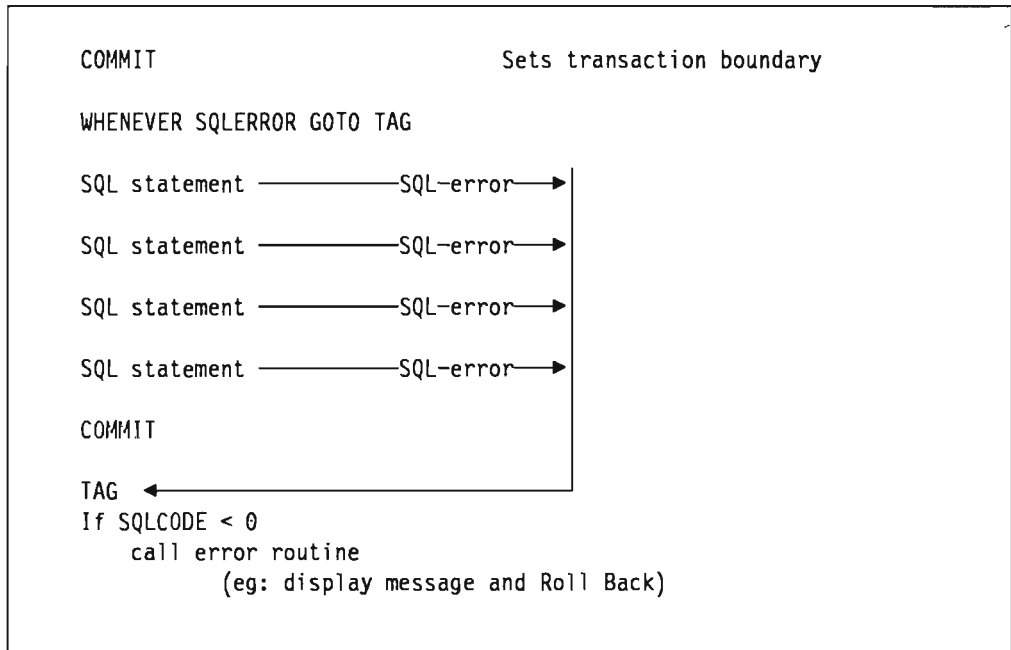 COMMIT Sets transaction boundary
WHENEVER SQLERROR GOTO TAG
SQL statement SQL-error
SQL statement SQL-error
SQL statement SQL-error
SQL statement SQL-error
COMMIT
TAG
If SQLCODE < 0
call error routine
(eg: display message and Roll Back)